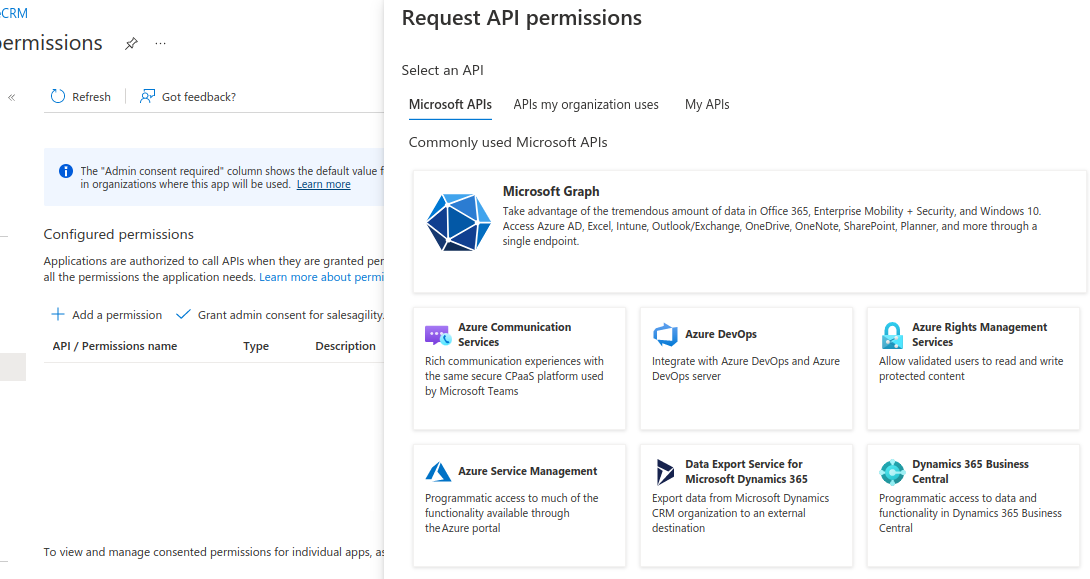 CRM
permissions
Refresh
Got feedback?
The "Admin consent required" column shows the default value f
in organizations where this app will be used. Learn more
Configured permissions
Applications are authorized to call APIs when they are granted per
all the permissions the application needs. Learn more about permi
Add a permission
Grant admin consent for salesagility.
API / Permissions name
Type
Description
To view and manage consented permissions for individual apps, as
Request API permissions
Select an API
Microsoft APIs
APIs my organization uses
My APIs
Commonly used Microsoft APIs
Microsoft Graph
Take advantage of the tremendous amount of data in Office 365, Enterprise Mobility + Security, and Windows 10.
Access Azure AD, Excel, Intune, Outlook/Exchange, OneDrive, OneNote, SharePoint, Planner, and more through a
single endpoint.
Azure Communication
Services
Rich communication experiences with
the same secure CPaaS platform used
by Microsoft Teams
Azure DevOps
Integrate with Azure DevOps and Azure
DevOps server
Azure Rights Management
Services
Allow validated users to read and write
protected content
Azure Service Management
Programmatic access to much of the
functionality available through
the Azure portal
Data Export Service for
Microsoft Dynamics 365
Export data from Microsoft Dynamics
CRM organization to an external
destination
Dynamics 365 Business
Central
Programmatic access to data and
functionality in Dynamics 365 Business
Central